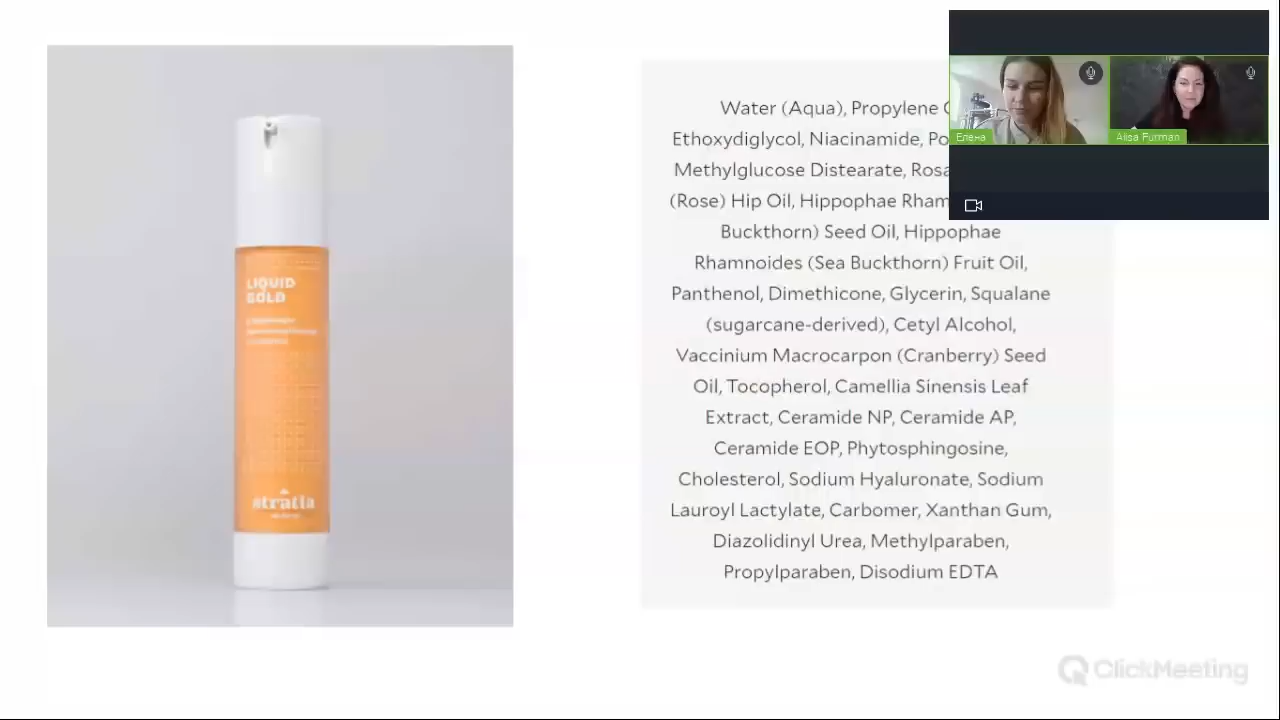 LIQUID
GOLD
stratia
Water (Aqua), Propylene
Ethoxydiglycol, Niacinamide,
Methylglucose Distearate,
(Rose) Hip Oil, Hippophae
Buckthorn) Seed Oil, Hippophae
Rhamnoides (Sea Buckthorn) Fruit Oil,
Panthenol, Dimethicone, Glycerin, Squalane
(sugarcane-derived), Cetyl Alcohol,
Vaccinium Macrocarpon (Cranberry) Seed
Oil, Tocopherol, Camellia Sinensis Leaf
Extract, Ceramide NP, Ceramide AP,
Ceramide EOP, Phytosphingosine,
Cholesterol, Sodium Hyaluronate, Sodium
Lauroyl Lactylate, Carbomer, Xanthan Gum,
Diazolidinyl Urea, Methylparaben,
Propylparaben, Disodium EDTA
Елена
Alisa Furman
ClickMeeting